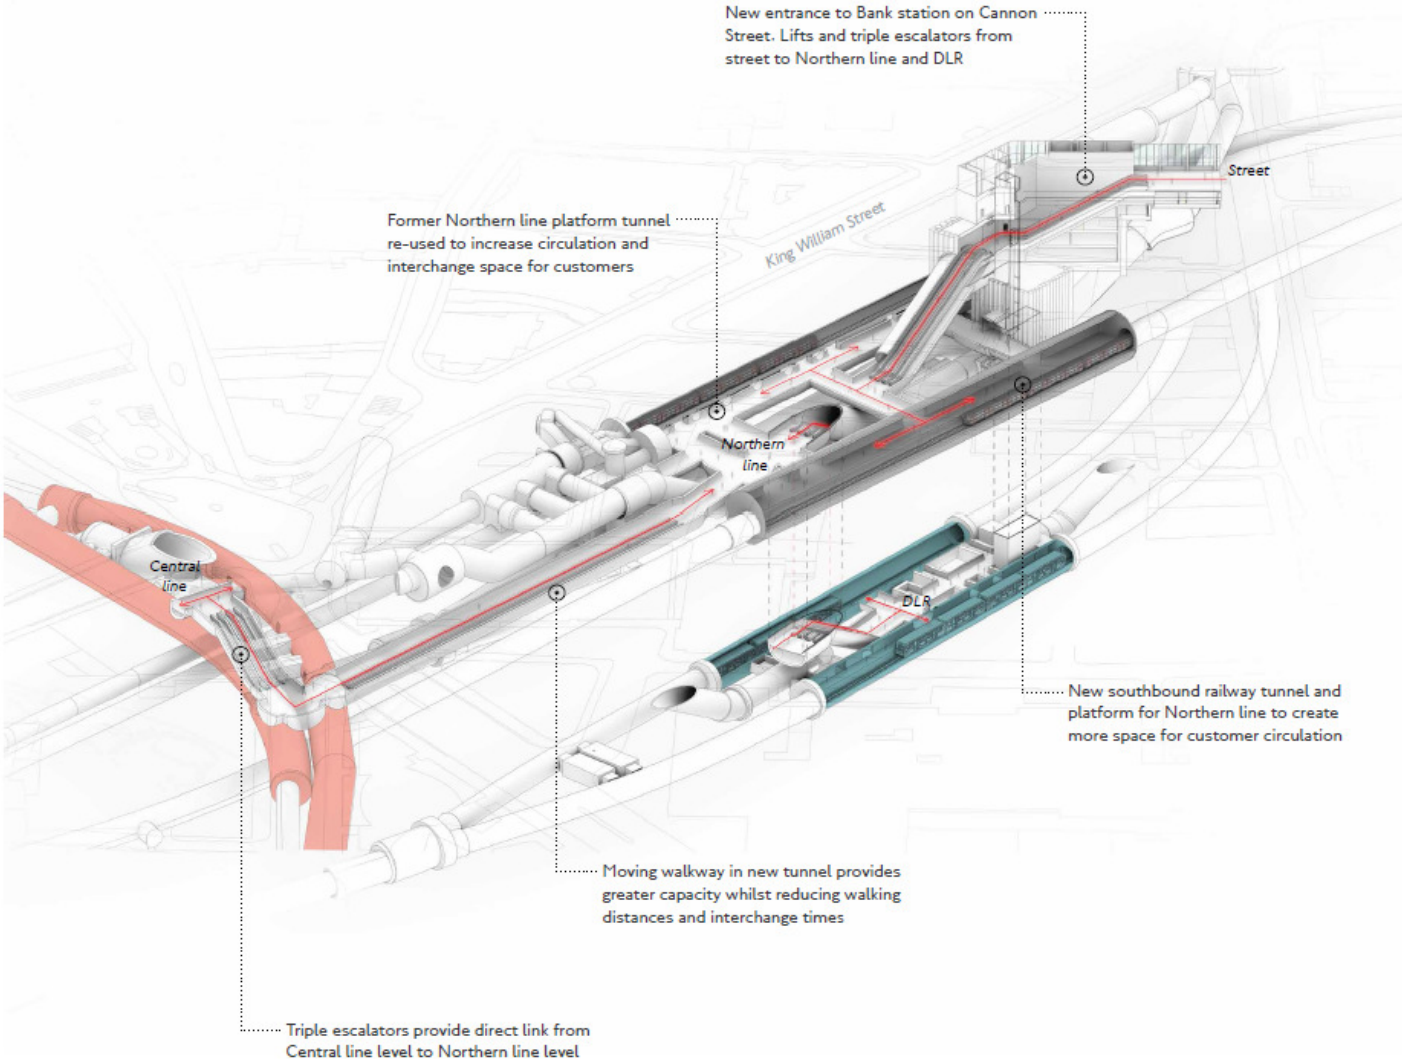 New entrance to Bank station on Cannon
Street. Lifts and triple escalators from
street to Northern line and DLR
Street
Former Northern line platform tunnel
re-used to increase circulation and
interchange space for customers
King William Street
Northern
line
Central
line
DLR
New southbound railway tunnel and
platform for Northern line to create
more space for customer circulation
Moving walkway in new tunnel provides
greater capacity whilst reducing walking
distances and interchange times
Triple escalators provide direct link from
Central line level to Northern line level